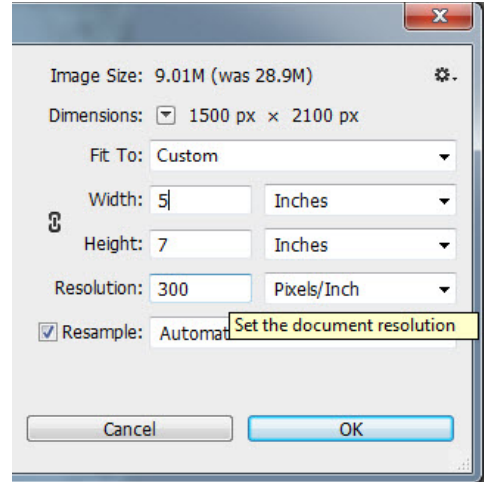 x
Image Size: 9.01M (was 28.9M)
Dimensions: 1500 px × 2100 px
Fit To: Custom
Width: 5 Inches
Height: 7 Inches
Resolution: 300 Pixels/Inch
Resample: Automat
Set the document resolution
Cancel OK